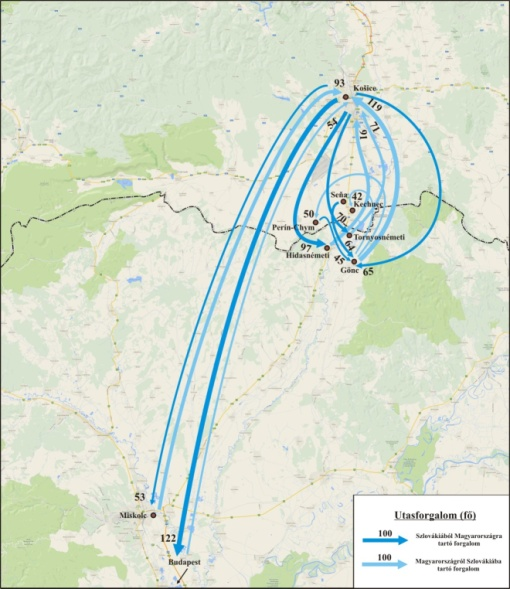 93
Košice
119
54
71
91
Seňa
42
Kechnec
50
70
Perín-Chym
Tornyosnémeti
97
64
Hidasnémeti
45
Gönc
65
53
Miskolc
122
Budapest
Utasforgalom (fő)
100
Szlovákiából Magyarországra
tartó forgalom
100
Magyarországról Szlovákiába
tartó forgalom